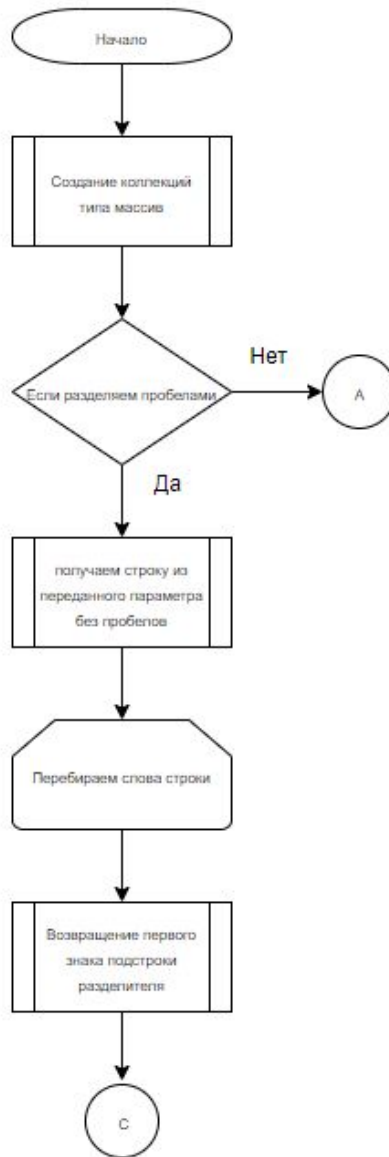 Начало
Создание коллекций
типа массив
Если разделяем пробелами
Нет
А
Да
получаем строку из
переданного параметра
без пробелов
Перебираем слова строки
Возвращение первого
знака подстроки
разделителя
С